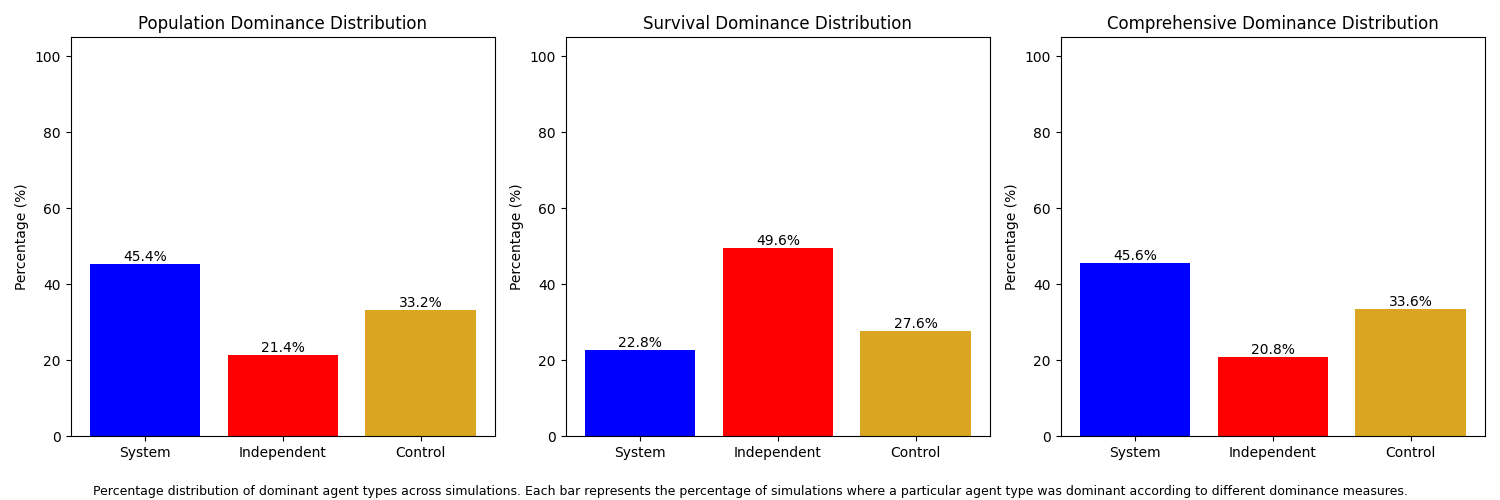 Population Dominance Distribution
Survival Dominance Distribution
Comprehensive Dominance Distribution
Percentage (%)
100
80
60
40
20
0
45.4%
21.4%
33.2%
System
Independent
Control
Percentage (%)
100
80
60
40
20
0
22.8%
49.6%
27.6%
System
Independent
Control
Percentage (%)
100
80
60
40
20
0
45.6%
20.8%
33.6%
System
Independent
Control
Percentage distribution of dominant agent types across simulations. Each bar represents the percentage of simulations where a particular agent type was dominant according to different dominance measures.